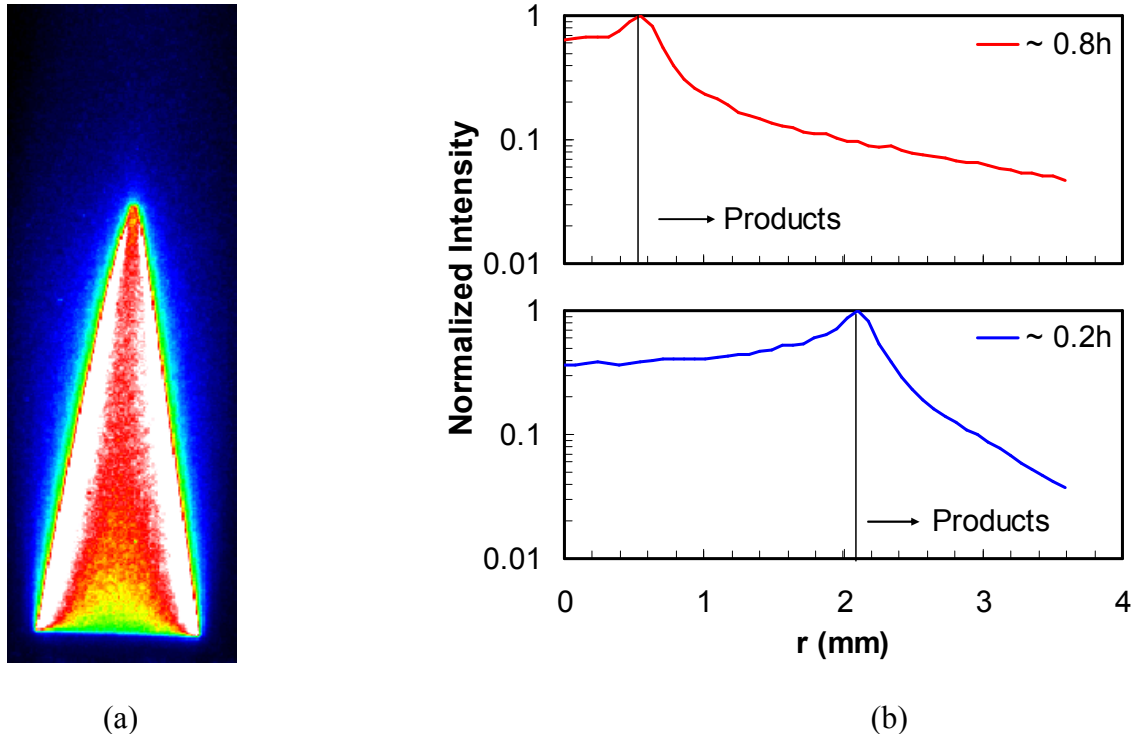 1
~ 0.8h
0.1
Products
0.01
Normalized Intensity
1
~ 0.2h
0.1
Products
0.01
0 1 2 3 4
r (mm)
(a) (b)